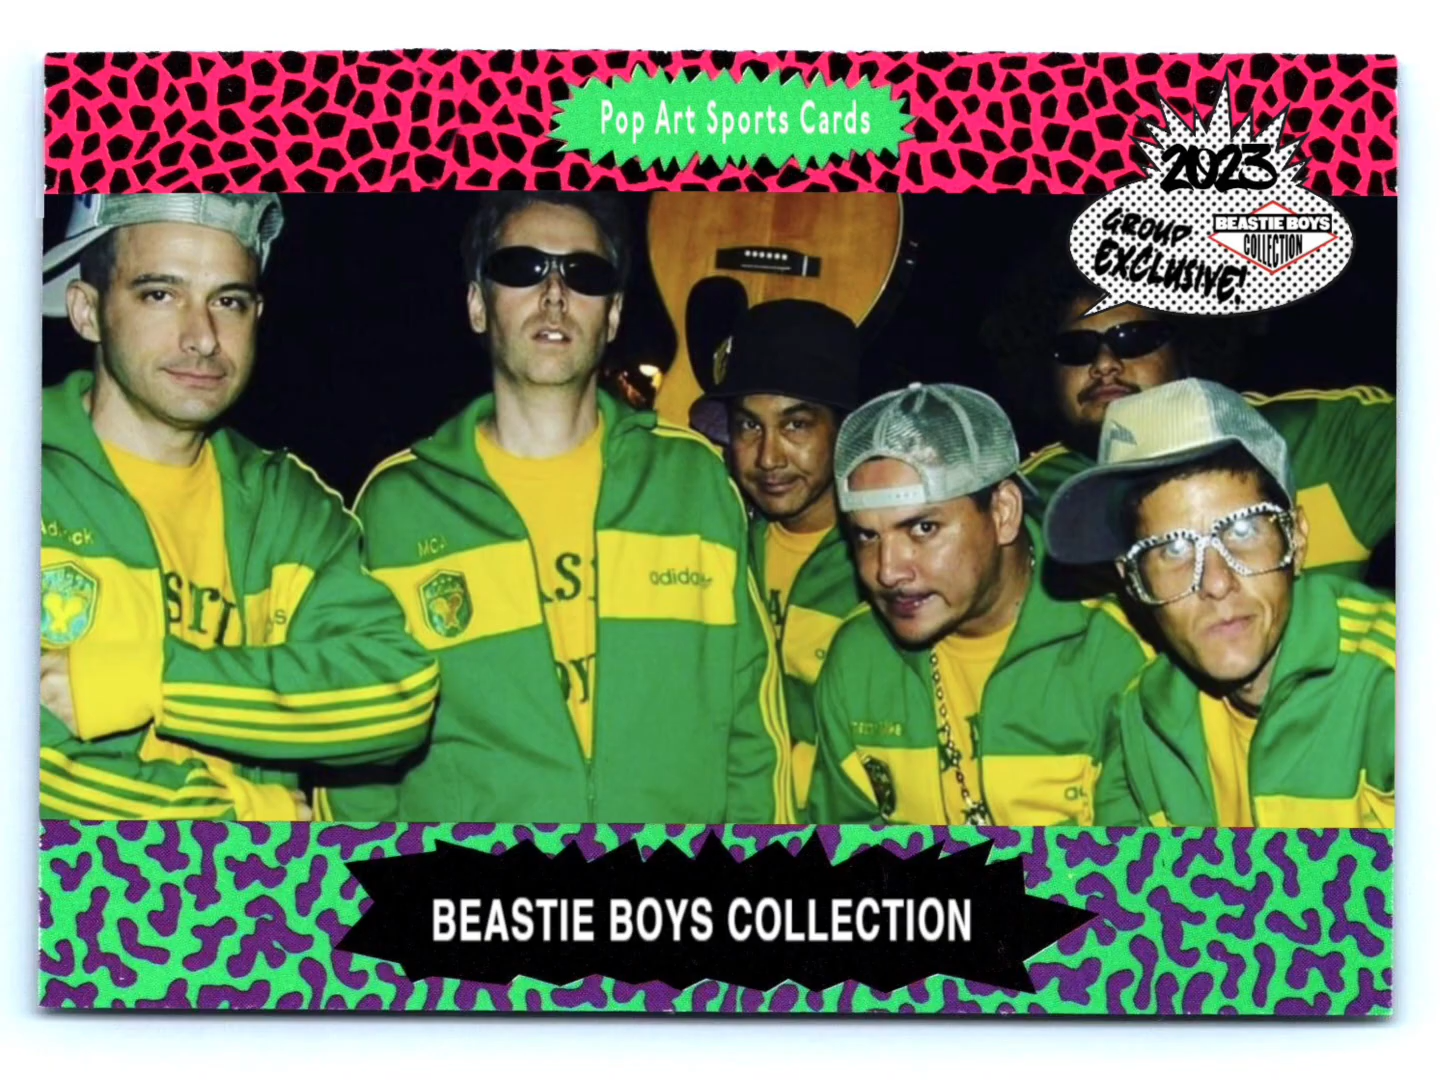 Pop Art Sports Cards
2023
GROUP
EXCLUSIVE!
BEASTIE BOYS
COLLECTION
MCA
adidas
BEASTIE BOYS COLLECTION